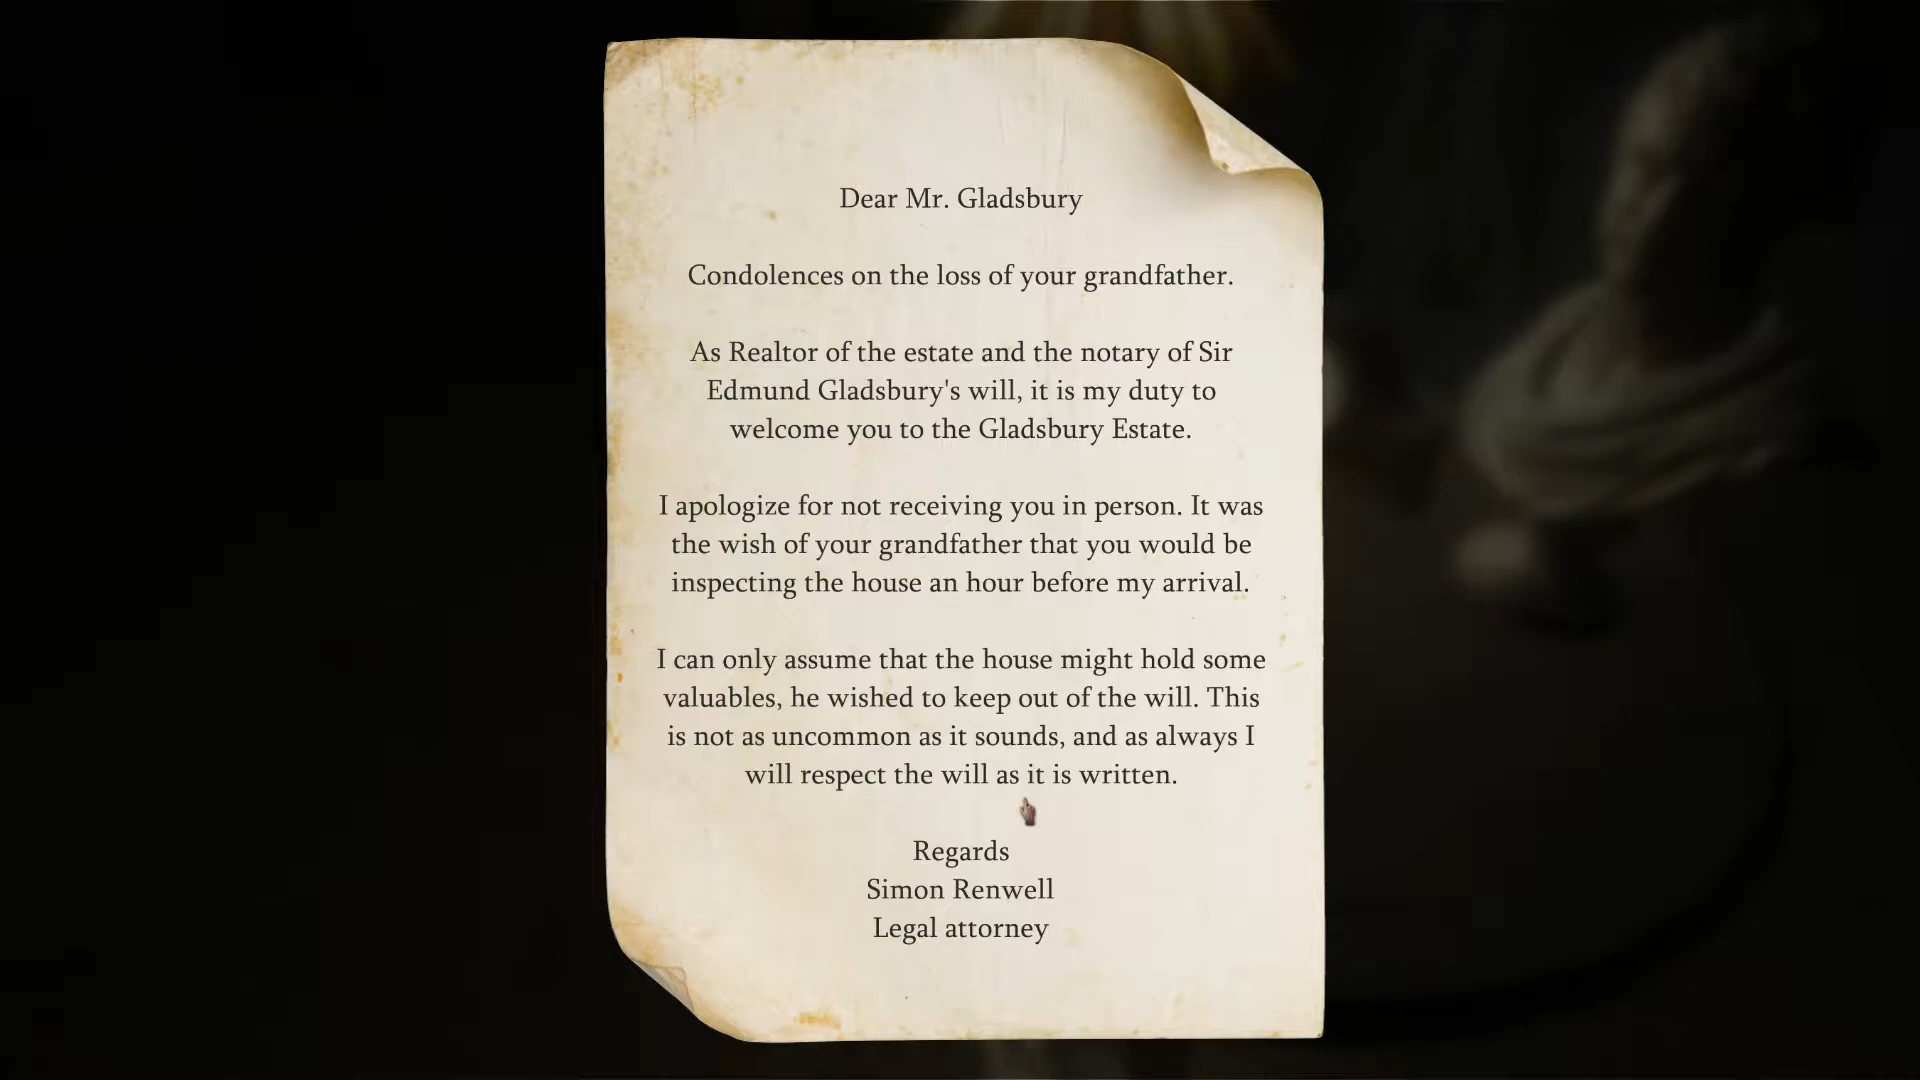 Dear Mr. Gladsbury
Condolences on the loss of your grandfather.
As Realtor of the estate and the notary of Sir
Edmund Gladsbury's will, it is my duty to
welcome you to the Gladsbury Estate.
I apologize for not receiving you in person. It was
the wish of your grandfather that you would be
inspecting the house an hour before my arrival.
I can only assume that the house might hold some
valuables, he wished to keep out of the will. This
is not as uncommon as it sounds, and as always I
will respect the will as it is written.
Regards
Simon Renwell
Legal attorney